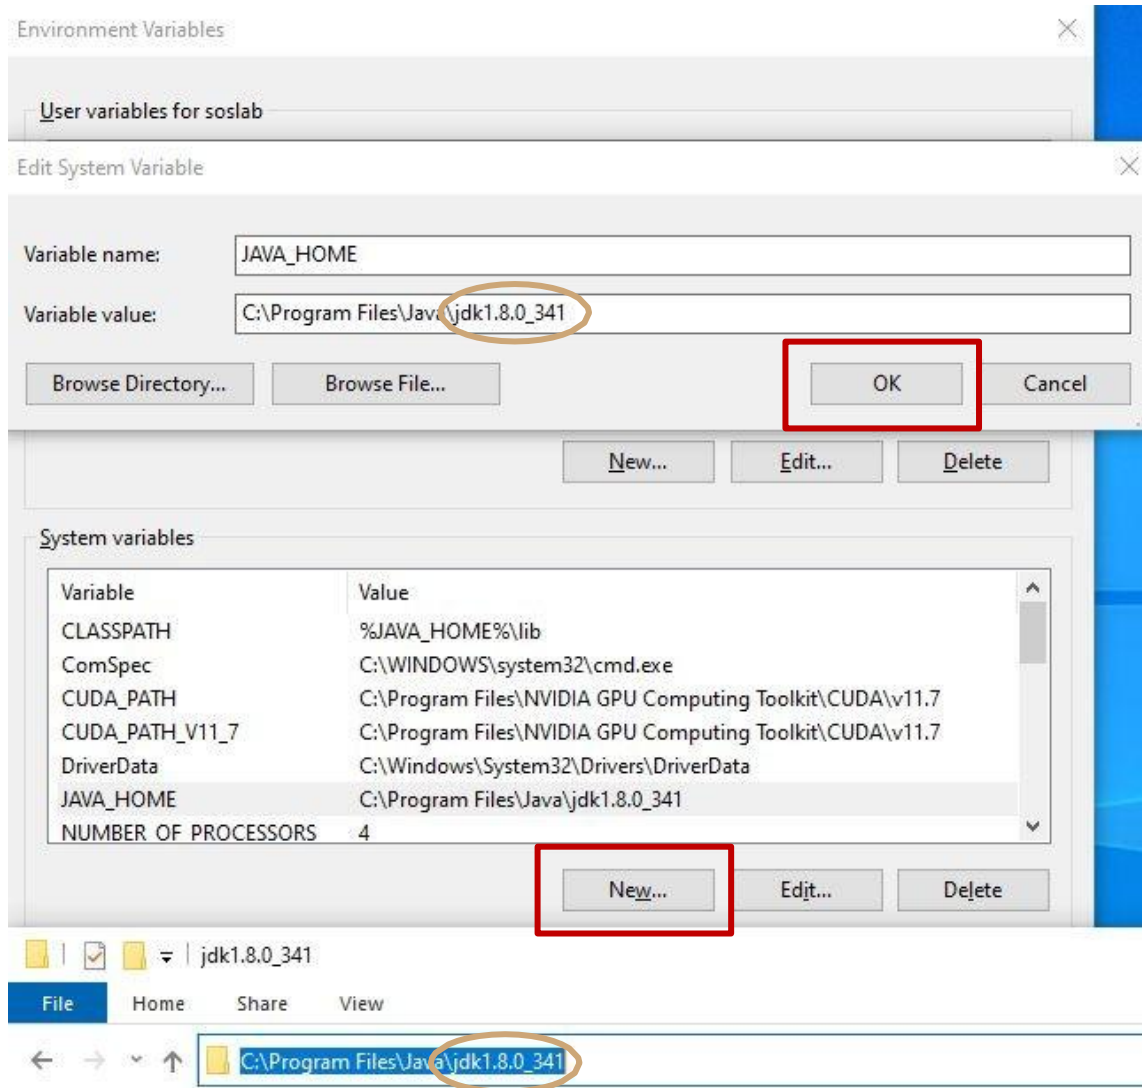 Environment Variables
User variables for soslab
Edit System Variable
Variable name: JAVA_HOME
Variable value: C:\Program Files\Java\jdk1.8.0_341
Browse Directory... Browse File... OK Cancel
New... Edit... Delete
System variables
Variable Value
CLASSPATH %JAVA_HOME%\lib
ComSpec C:\WINDOWS\system32\cmd.exe
CUDA_PATH C:\Program Files\NVIDIA GPU Computing Toolkit\CUDA\v11.7
CUDA_PATH_V11_7 C:\Program Files\NVIDIA GPU Computing Toolkit\CUDA\v11.7
DriverData C:\Windows\System32\Drivers\DriverData
JAVA_HOME C:\Program Files\Java\jdk1.8.0_341
NUMBER_OF_PROCESSORS 4
New... Edit... Delete
jdk1.8.0_341
File Home Share View
C:\Program Files\Java\jdk1.8.0_341